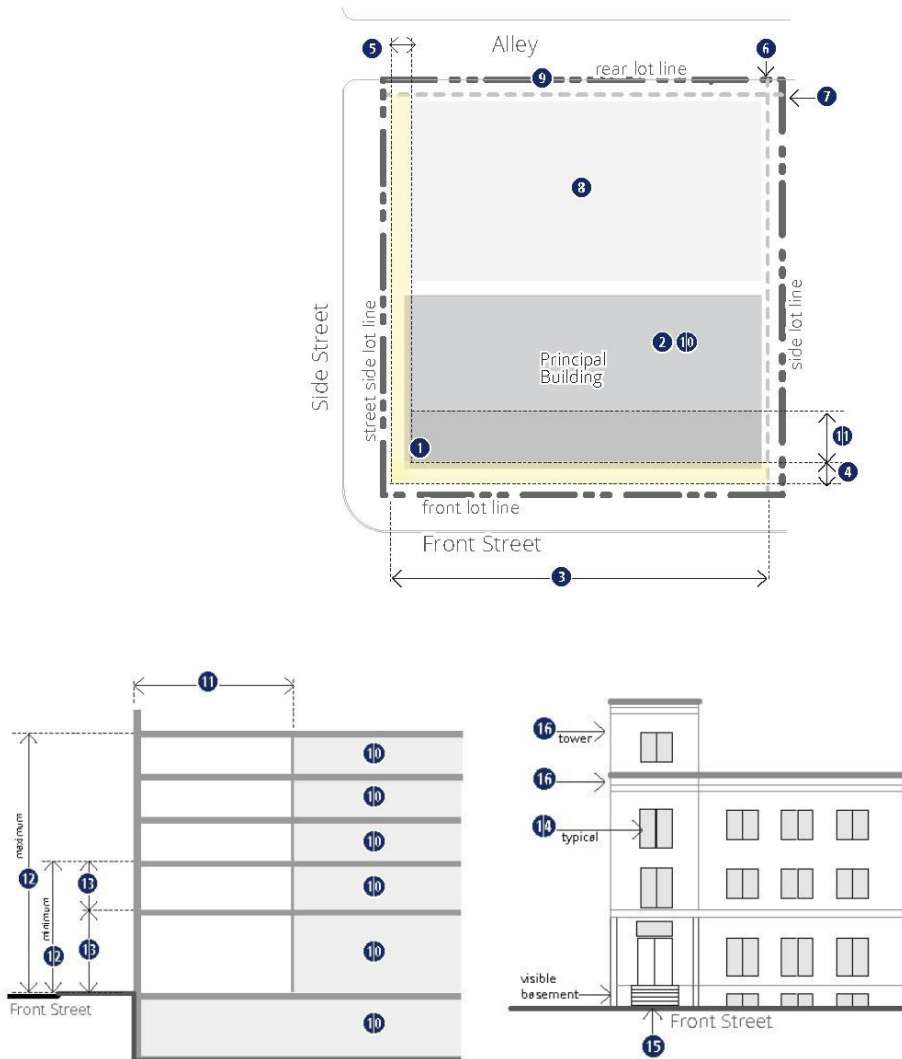 5
Alley
6
9
rear lot line
7
8
Side Street
street side lot line
side lot line
2 10
Principal
Building
11
1
4
front lot line
Front Street
3
11
16
tower
10
16
10
14
typical
maximum
10
12
13
10
minimum
13
12
10
visible
basement
Front Street
10
Front Street
15